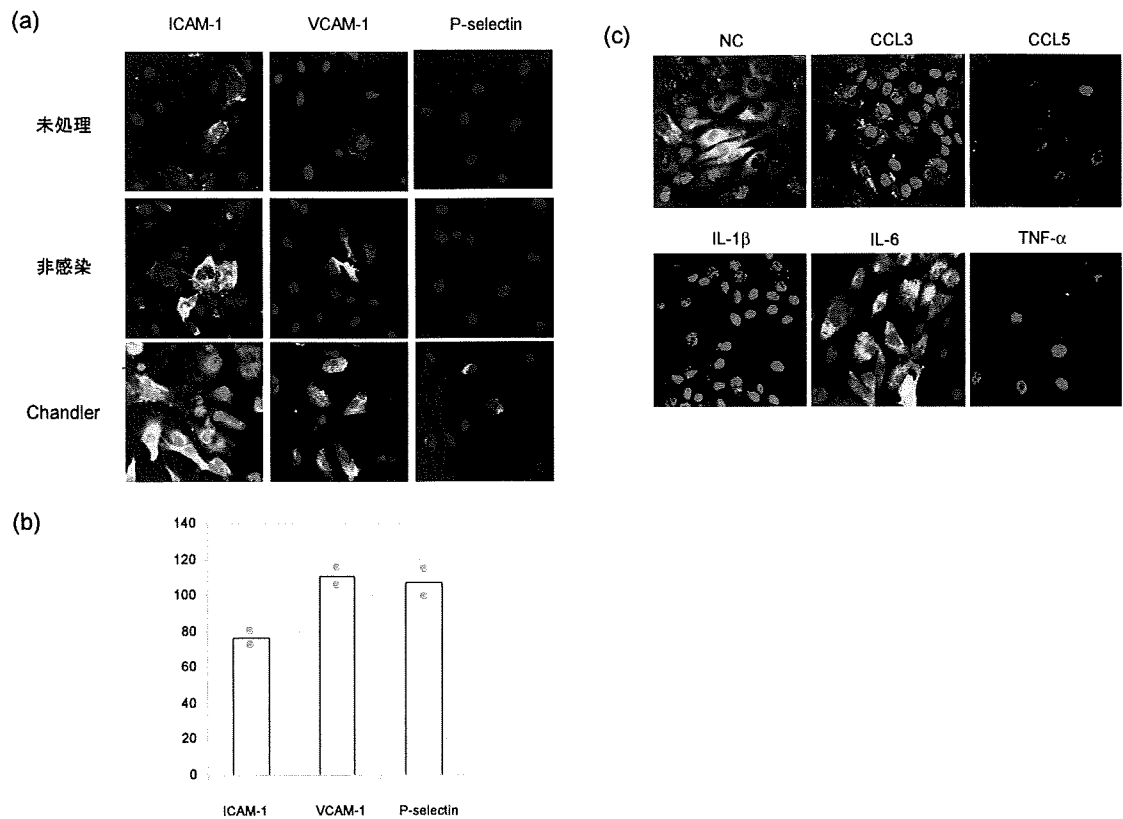 (a)
ICAM-1 VCAM-1 P-selectin
未処理
非感染
Chandler
(b)
140
120
100
80
60
40
20
0
ICAM-1 VCAM-1 P-selectin
(c)
NC CCL3 CCL5
IL-1β IL-6 TNF-α